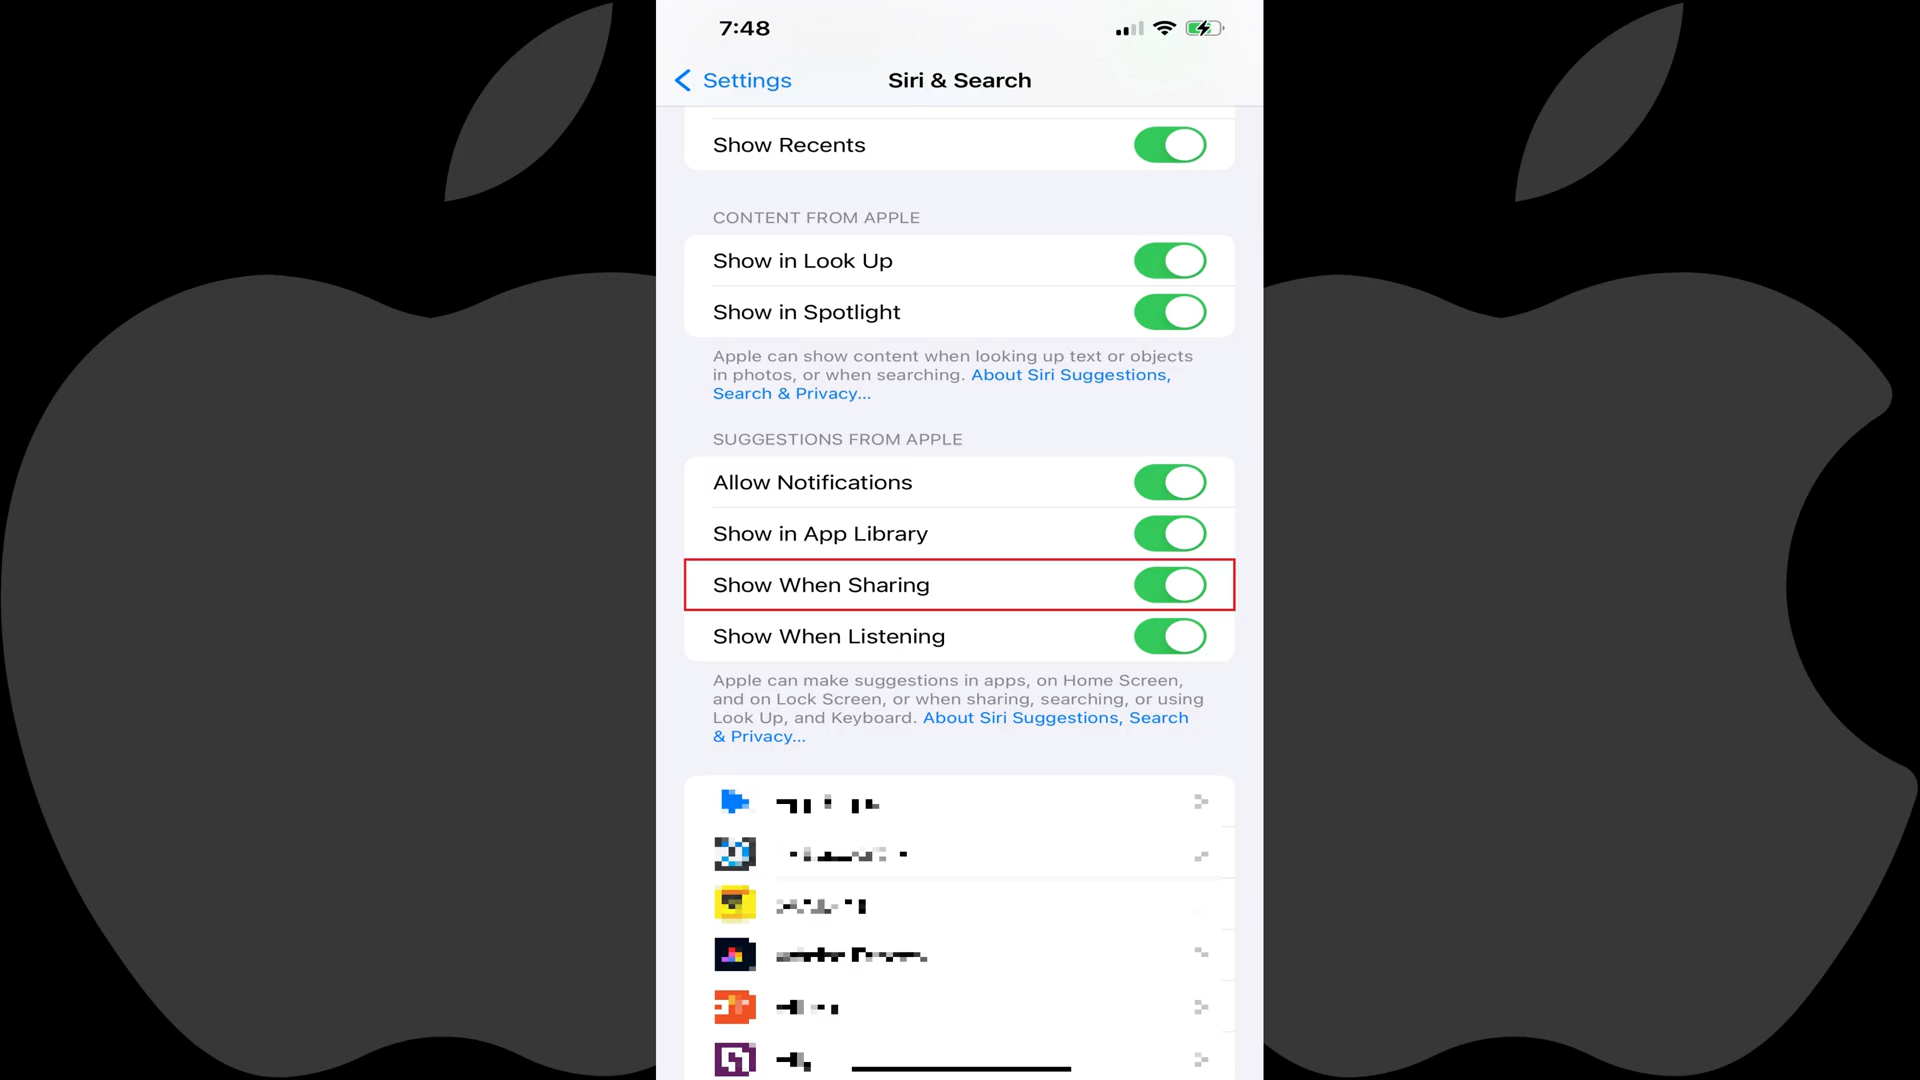 7:48
Settings
Siri & Search
Show Recents
CONTENT FROM APPLE
Show in Look Up
Show in Spotlight
Apple can show content when looking up text or objects
in photos, or when searching. About Siri Suggestions,
Search & Privacy...
SUGGESTIONS FROM APPLE
Allow Notifications
Show in App Library
Show When Sharing
Show When Listening
Apple can make suggestions in apps, on Home Screen,
and on Lock Screen, or when sharing, searching, or using
Look Up, and Keyboard. About Siri Suggestions, Search
& Privacy...